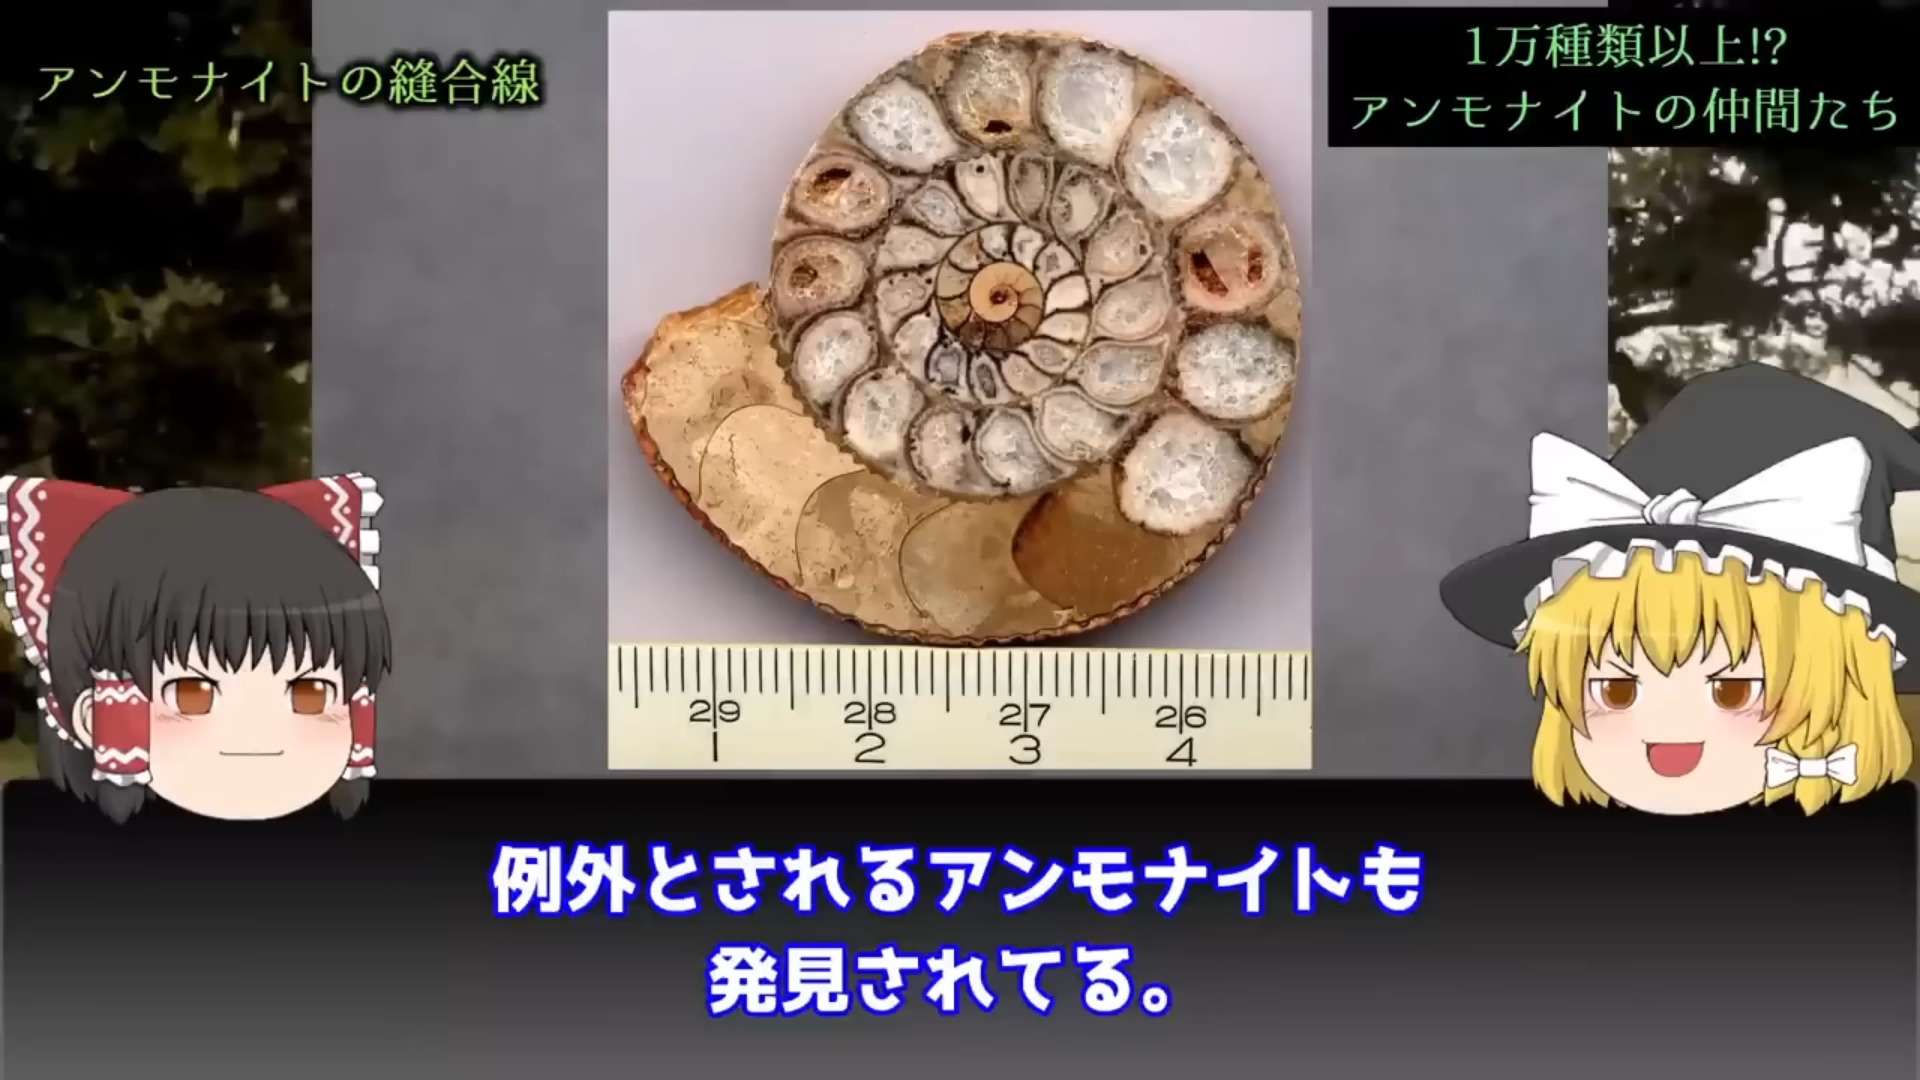 アンモナイトの縫合線
1万種類以上!?
アンモナイトの仲間たち
29 28 27 26
1 2 3 4
例外とされるアンモナイトも
発見されてる。